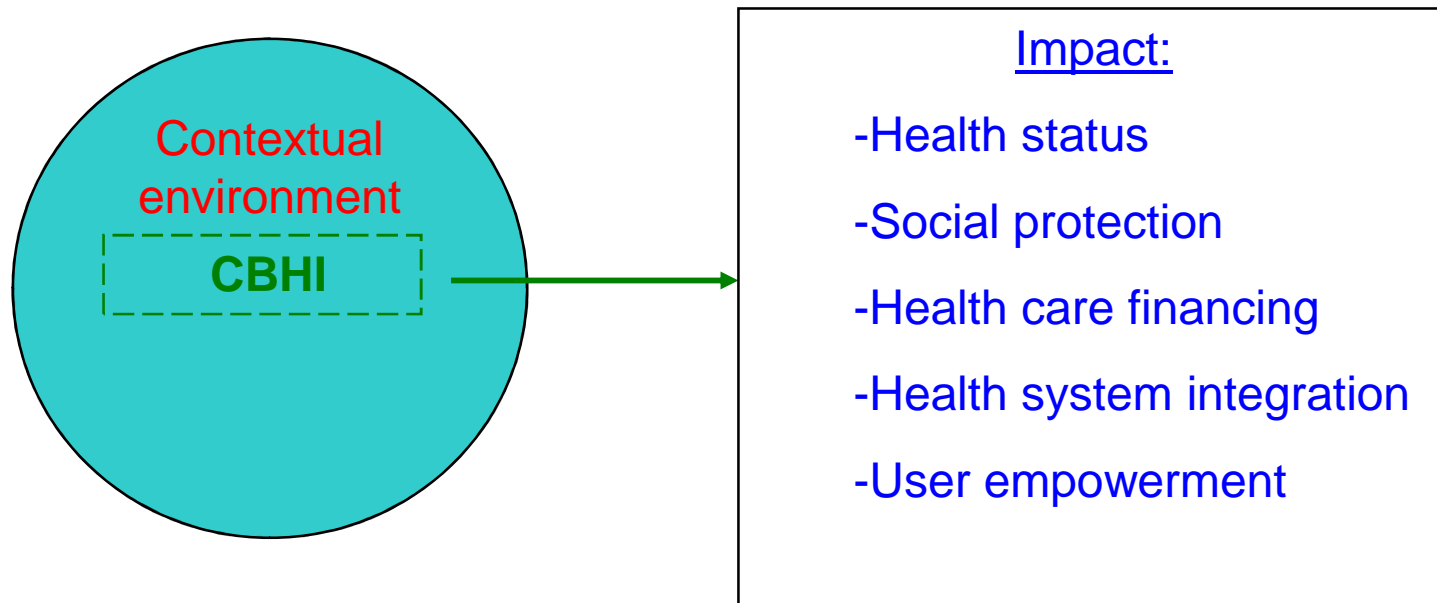 Contextual
environment
CBHI
Impact:
-Health status
-Social protection
-Health care financing
-Health system integration
-User empowerment